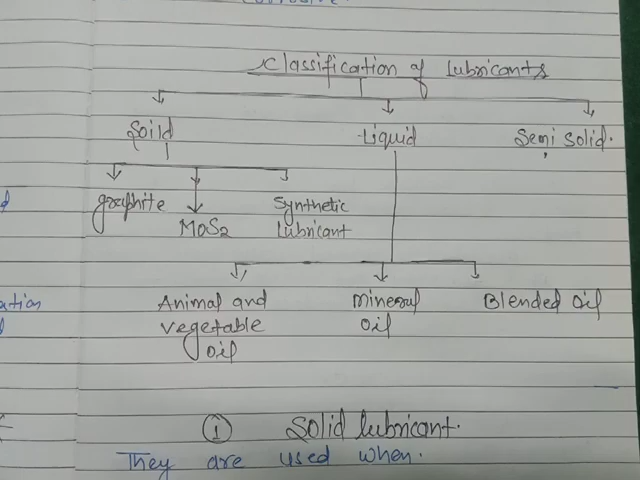 Classification of lubricants
Soild
Liquid
Semi solid.
graphite
MoS2
Synthetic
lubricant
Animal and
vegetable
oil
Mineral
oil
Blended oil
① Solid lubricant.
They are used when.